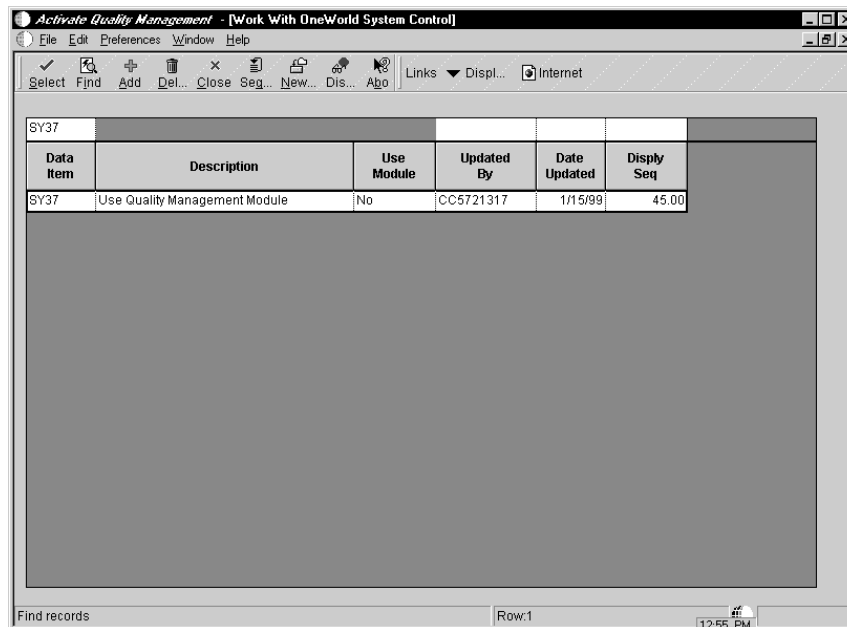 Activate Quality Management - [Work With OneWorld System Control]
File Edit Preferences Window Help
Select Find Add Del... Close Seq... New... Dis... Abo Links Displ... Internet
SY37
Data Item Description Use Module Updated By Date Updated Disply Seq
SY37 Use Quality Management Module No CC5721317 1/15/99 45.00
Find records Row:1 12:55 PM